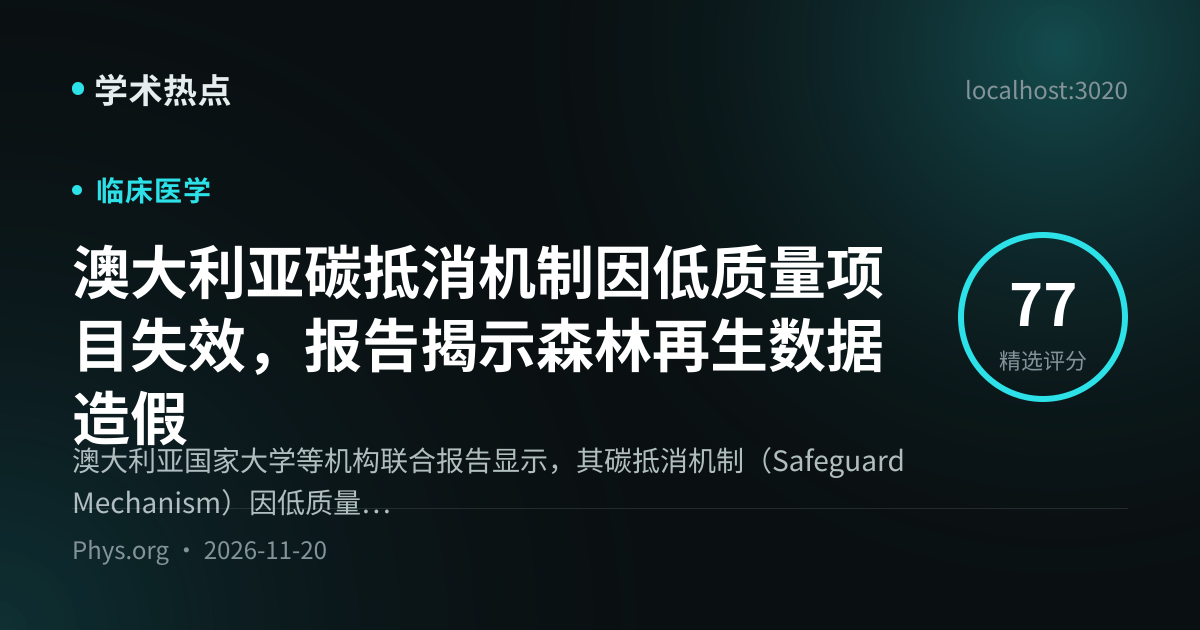 学术热点
localhost:3020
临床医学
澳大利亚碳抵消机制因低质量项
目失效，报告揭示森林再生数据
造假
77
精选评分
澳大利亚国家大学等机构联合报告显示，其碳抵消机制（Safeguard
Mechanism）因低质量…
Phys.org · 2026-11-20